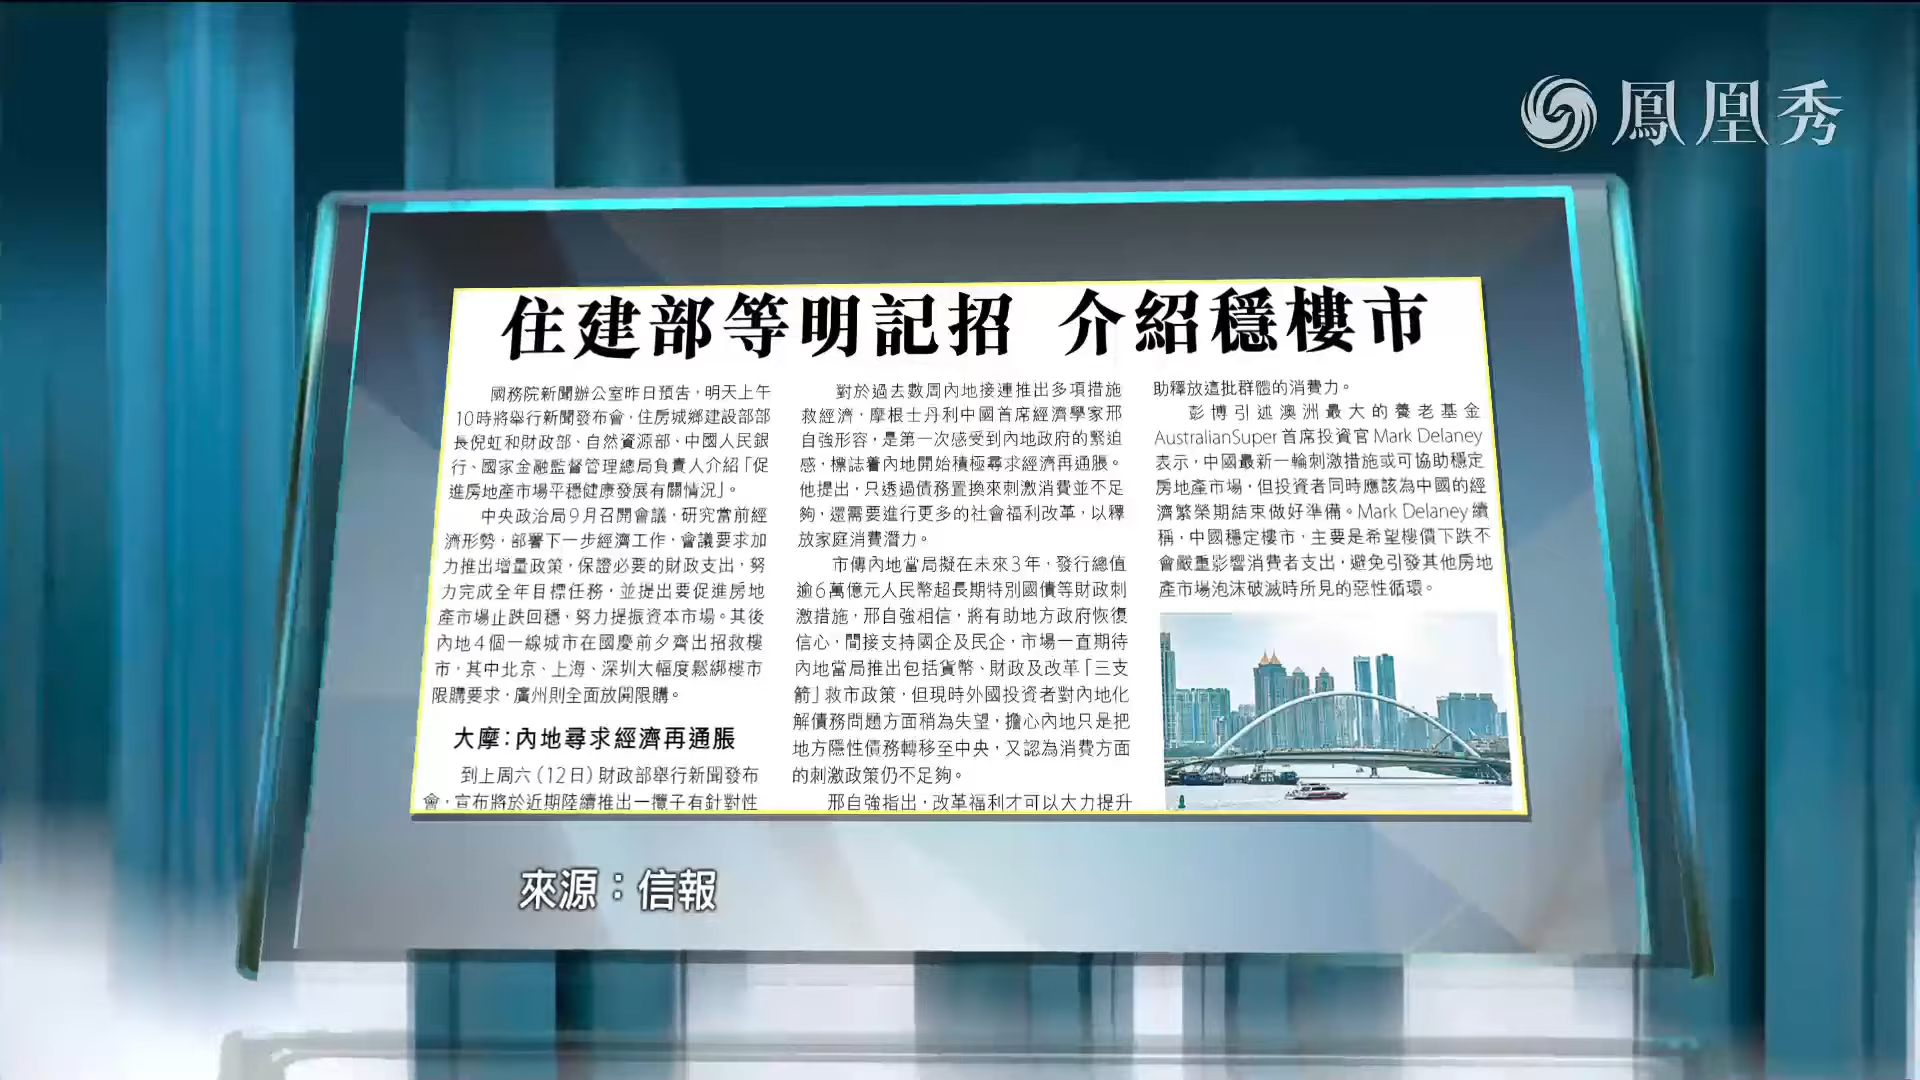 鳳凰秀
住建部等明記招 介紹穩樓市
國務院新聞辦公室昨日預告，明天上午
10時將舉行新聞發布會，住房城鄉建設部部
長倪虹和財政部、自然資源部、中國人民銀
行、國家金融監督管理總局負責人介紹「促
進房地產市場平穩健康發展有關情況」。
中央政治局9月召開會議，研究當前經
濟形勢，部署下一步經濟工作，會議要求加
力推出增量政策，保證必要的財政支出，努
力完成全年目標任務，並提出要促進房地
產市場止跌回穩，努力提振資本市場。其後
內地4個一線城市在國慶前夕齊出招救樓
市，其中北京、上海、深圳大幅度鬆綁樓市
限購要求，廣州則全面放開限購。
大摩：內地尋求經濟再通脹
到上周六（12日）財政部舉行新聞發布
會，宣布將於近期陸續推出一攬子有針對性
對於過去數周內地接連推出多項措施
救經濟，摩根士丹利中國首席經濟學家邢
自強形容，是第一次感受到內地政府的緊迫
感，標誌着內地開始積極尋求經濟再通脹。
他提出，只透過債務置換來刺激消費並不足
夠，還需要進行更多的社會福利改革，以釋
放家庭消費潛力。
市傳內地當局擬在未來3年，發行總值
逾6萬億元人民幣超長期特別國債等財政刺
激措施，邢自強相信，將有助地方政府恢復
信心，間接支持國企及民企，市場一直期待
內地當局推出包括貨幣、財政及改革「三支
箭」救市政策，但現時外國投資者對內地化
解債務問題方面稍為失望，擔心內地只是把
地方隱性債務轉移至中央，又認為消費方面
的刺激政策仍不足夠。
邢自強指出，改革福利才可以大力提升
助釋放這批群體的消費力。
彭博引述澳洲最大的養老基金
AustralianSuper首席投資官Mark Delaney
表示，中國最新一輪刺激措施或可協助穩定
房地產市場，但投資者同時應該為中國的經
濟繁榮期結束做好準備。Mark Delaney續
稱，中國穩定樓市，主要是希望樓價下跌不
會嚴重影響消費者支出，避免引發其他房地
產市場泡沫破滅時所見的惡性循環。
來源：信報